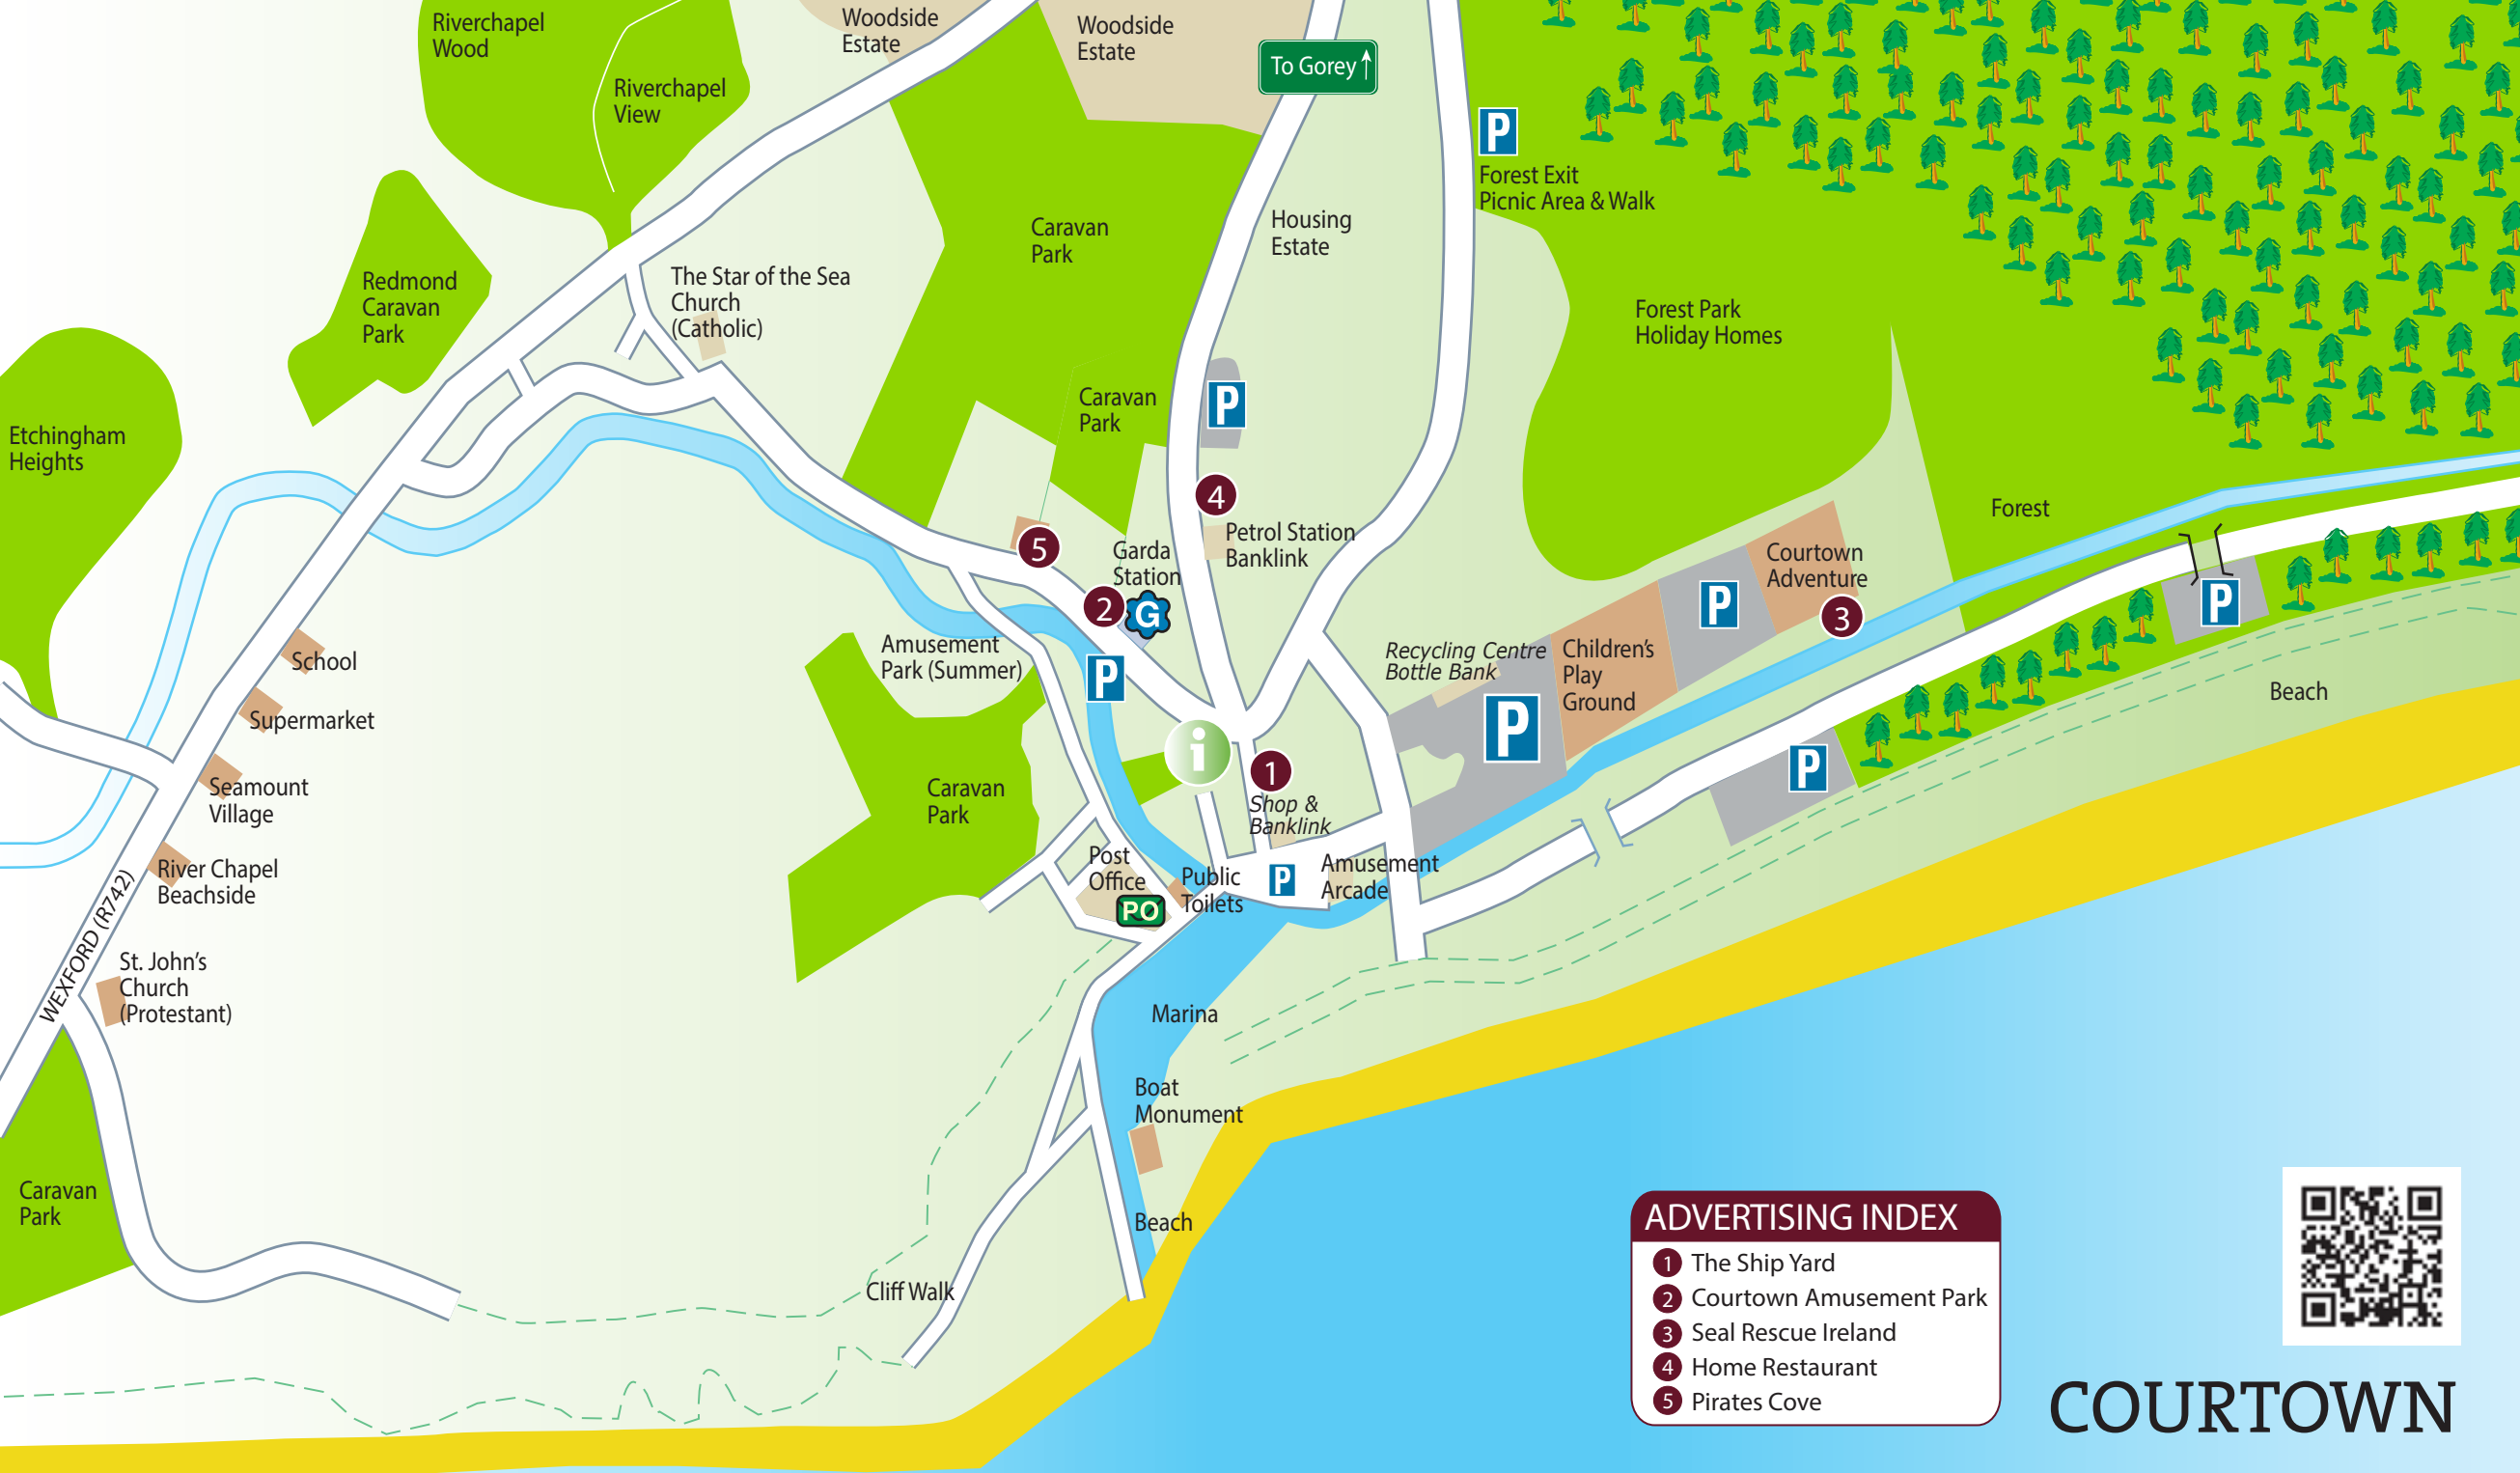 Riverchapel
Wood
Riverchapel
View
Woodside
Estate
Woodside
Estate
To Gorey
P
Forest Exit
Picnic Area & Walk
Housing
Estate
Caravan
Park
The Star of the Sea
Church
(Catholic)
Redmond
Caravan
Park
Forest Park
Holiday Homes
Etchingham
Heights
Caravan
Park
P
4
Petrol Station
Banklink
5
Garda
Station
2
G
Forest
Courtown
Adventure
3
P
P
Amusement
Park (Summer)
P
Recycling Centre
Bottle Bank
Children's
Play
Ground
P
School
Supermarket
Seamount
Village
River Chapel
Beachside
WEXFORD (R742)
St. John's
Church
(Protestant)
Beach
P
i
1
Shop &
Banklink
Caravan
Park
Post
Office
PO
Public
Toilets
P
Amusement
Arcade
Marina
Boat
Monument
Beach
Cliff Walk
Caravan
Park
ADVERTISING INDEX
1 The Ship Yard
2 Courtown Amusement Park
3 Seal Rescue Ireland
4 Home Restaurant
5 Pirates Cove
COURTOWN